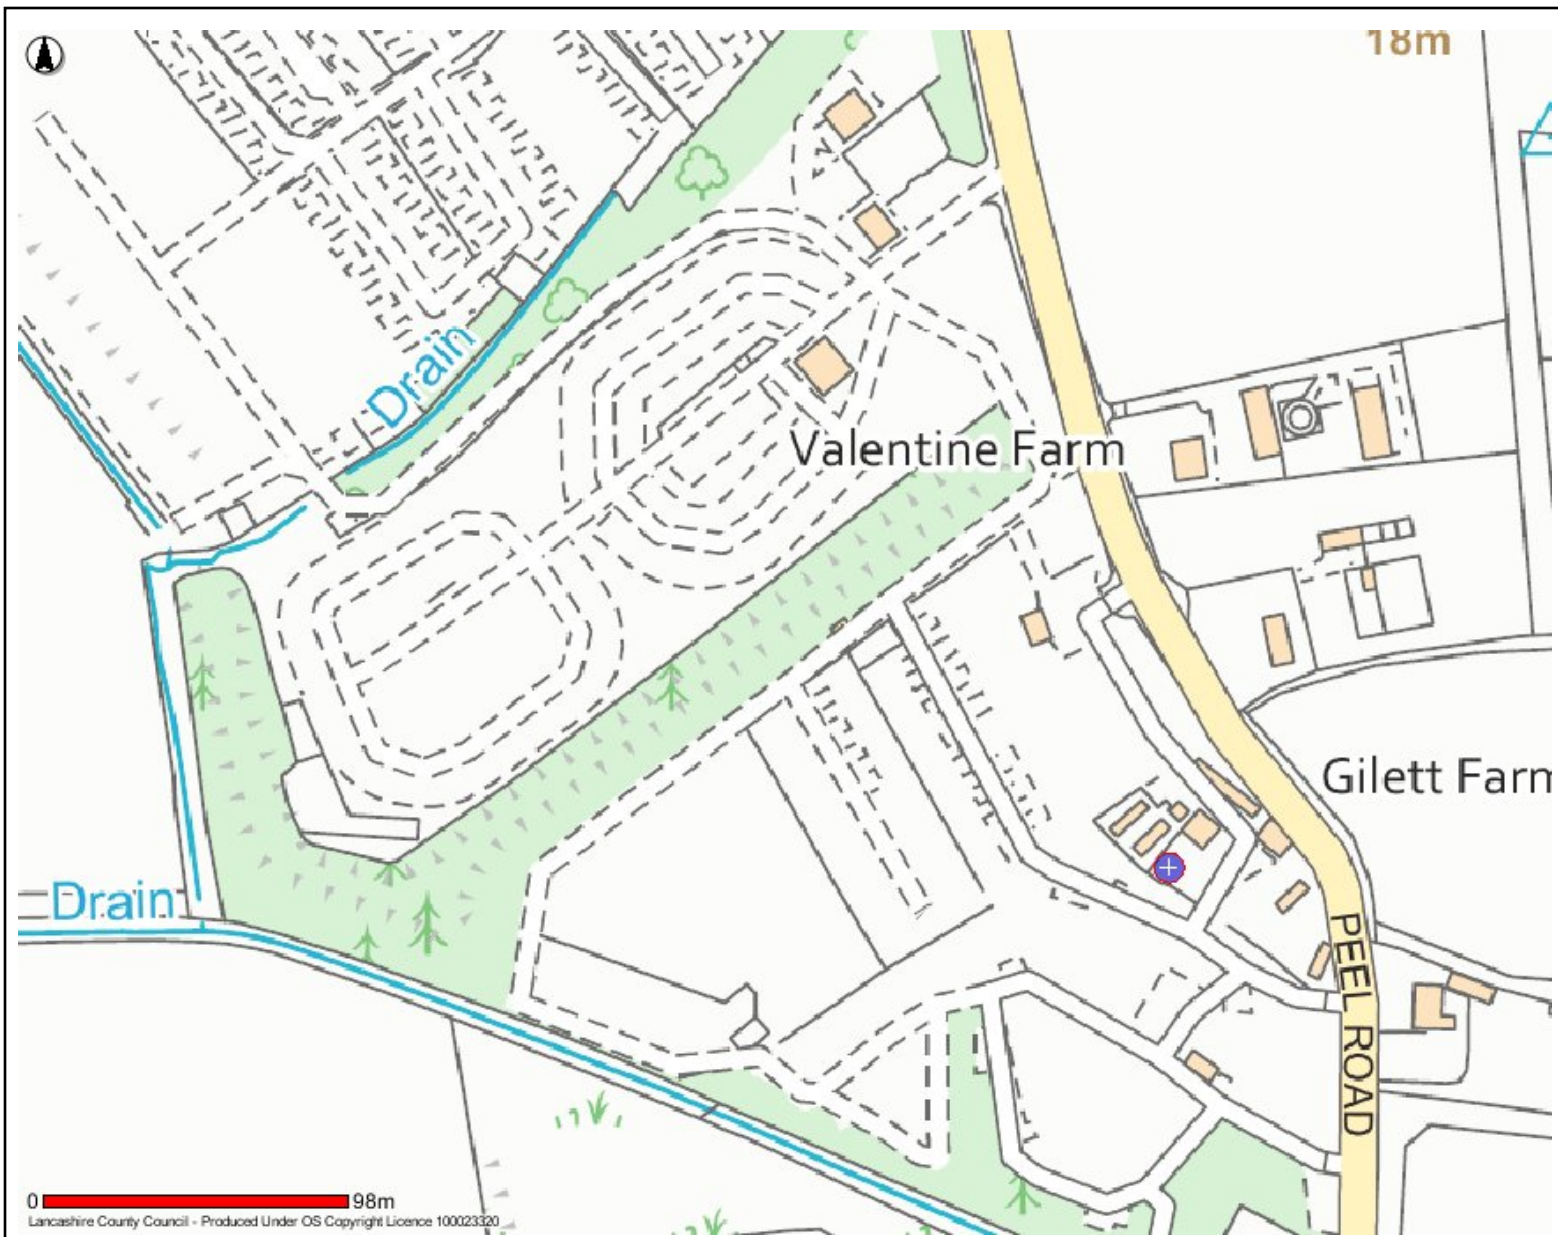 18m
Drain
Valentine Farm
Gilett Farm
Drain
PEEL ROAD
0 98m
Lancashire County Council - Produced Under OS Copyright Licence 100023320